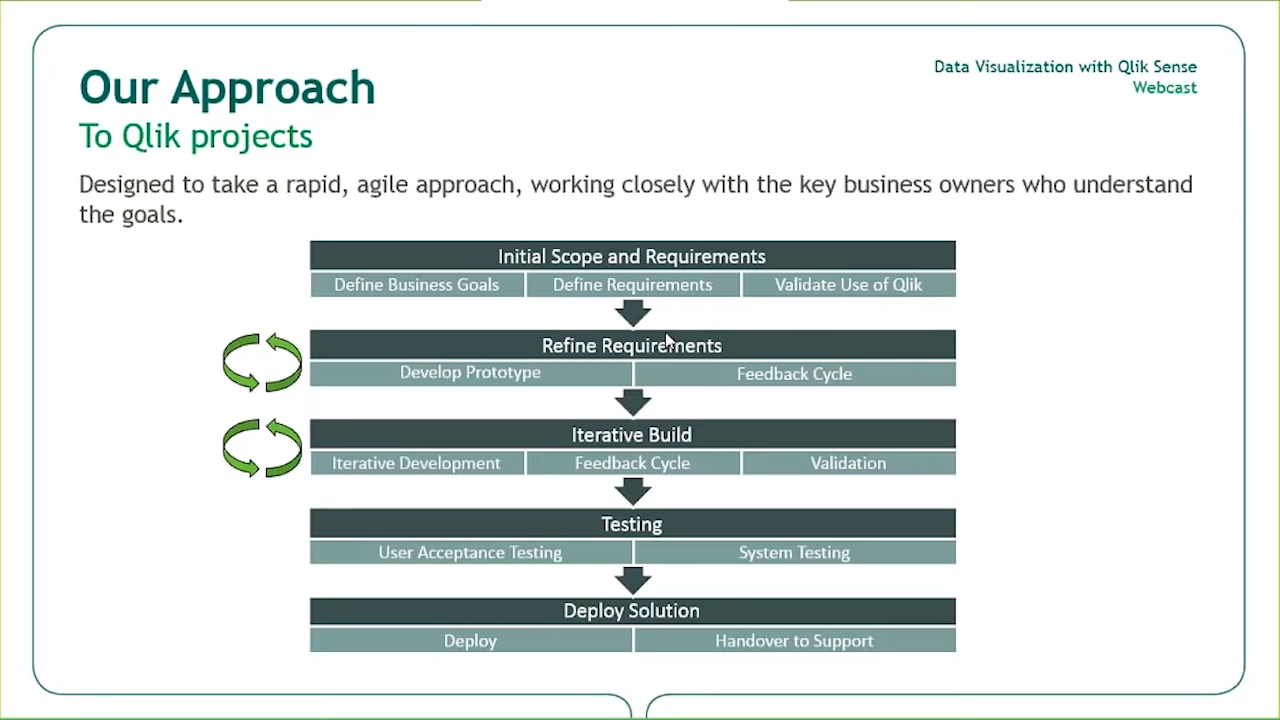 Our Approach
To Qlik projects
Data Visualization with Qlik Sense
Webcast
Designed to take a rapid, agile approach, working closely with the key business owners who understand
the goals.
Initial Scope and Requirements
Define Business Goals
Define Requirements
Validate Use of Qlik
Refine Requirements
Develop Prototype
Feedback Cycle
Iterative Build
Iterative Development
Feedback Cycle
Validation
Testing
User Acceptance Testing
System Testing
Deploy Solution
Deploy
Handover to Support